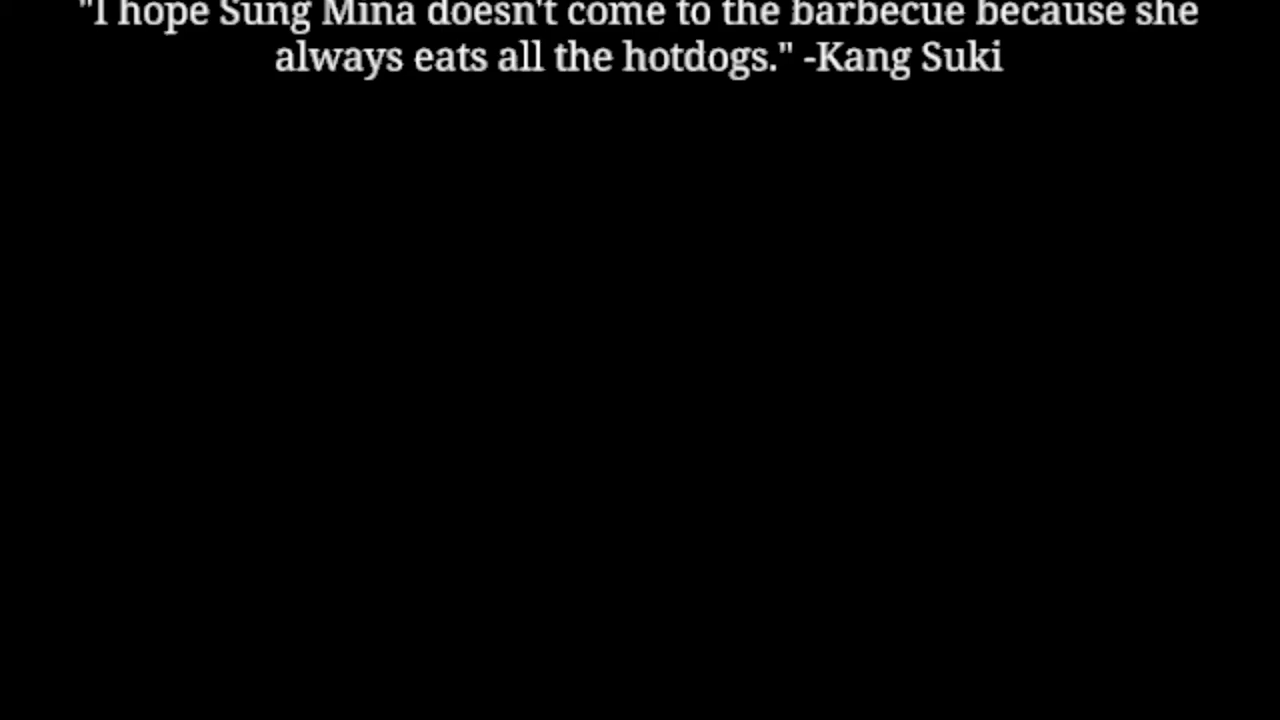 "I hope Sung Mina doesn't come to the barbecue because she
always eats all the hotdogs." -Kang Suki